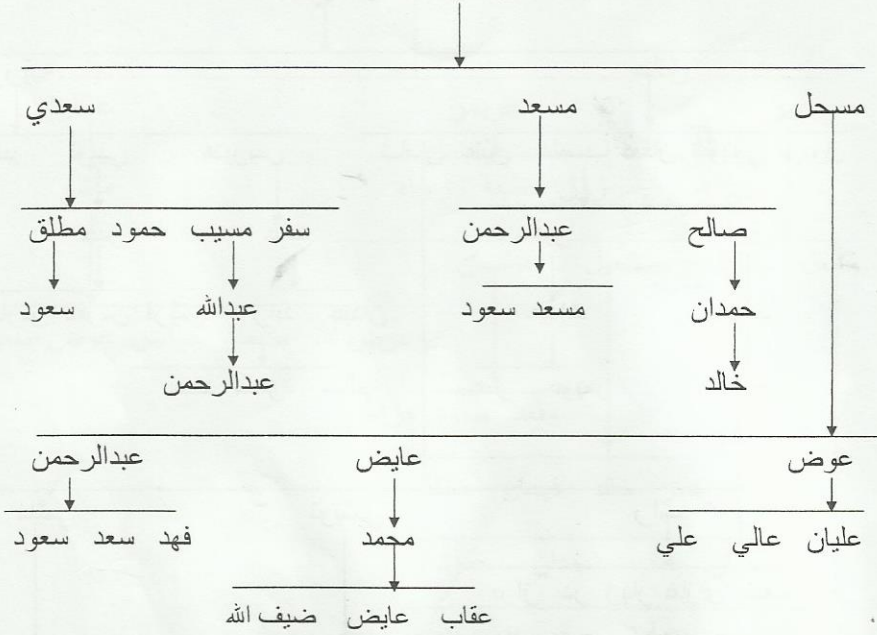 مسحل مسعد سعدي
صالح عبدالرحمن سفر مسيب حمود مطلق
حمدان مسعد سعود عبدالله سعود
خالد عبدالرحمن
عوض عايض عبدالرحمن
عليان عالي علي محمد فهد سعد سعود
عقاب عايض ضيف الله